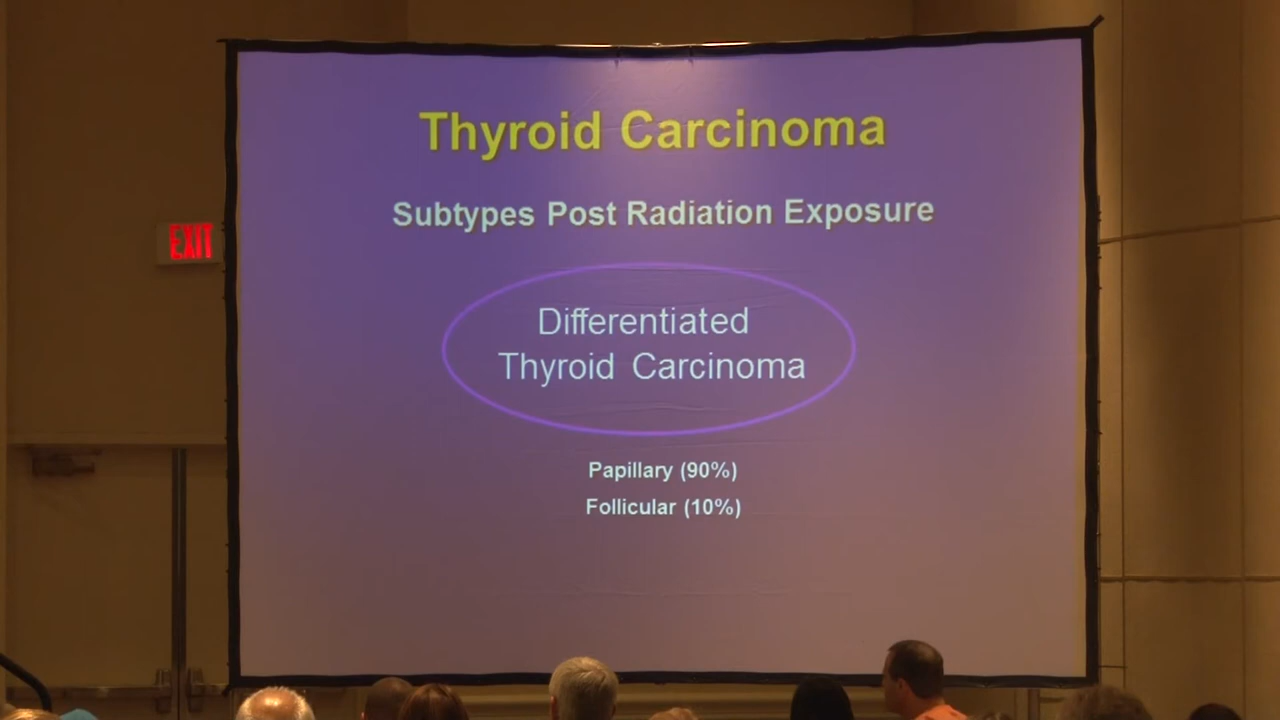 Thyroid Carcinoma
Subtypes Post Radiation Exposure
EXIT
Differentiated
Thyroid Carcinoma
Papillary (90%)
Follicular (10%)